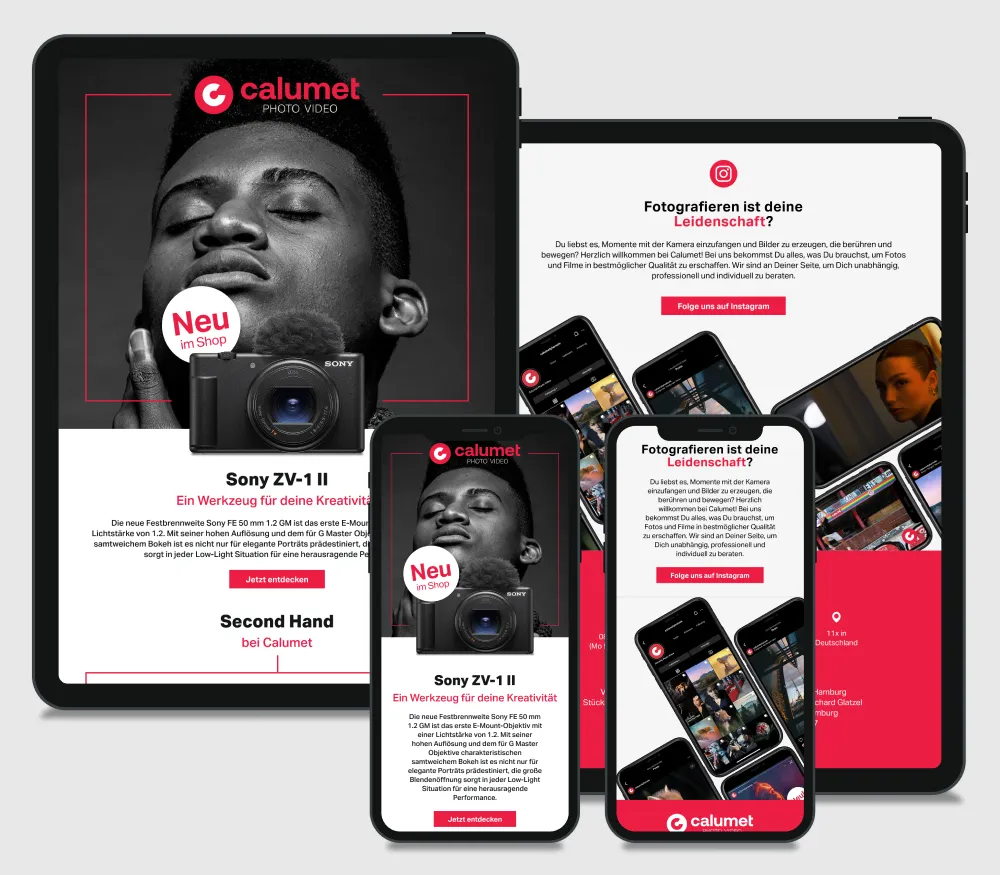 calumet
PHOTO VIDEO
Neu
im Shop
SONY
Sony ZV-1 II
Ein Werkzeug für deine Kreativitä
Die neue Festbrennweite Sony FE 50 mm 1.2 GM ist das erste E-Moun
Lichtstärke von 1.2. Mit seiner hohen Auflösung und dem für G Master Obje
samtweichem Bokeh ist es nicht nur für elegante Porträts prädestiniert, di
sorgt in jeder Low-Light Situation für eine herausragende Pe
Jetzt entdecken
Second Hand
bei Calumet
Fotografieren ist deine
Leidenschaft?
Du liebst es, Momente mit der Kamera einzufangen und Bilder zu erzeugen, die berühren und
bewegen? Herzlich willkommen bei Calumet! Bei uns bekommst Du alles, was Du brauchst, um Fotos
und Filme in bestmöglicher Qualität zu erschaffen. Wir sind an Deiner Seite, um Dich unabhängig,
professionell und individuell zu beraten.
Folge uns auf Instagram
11x in
Deutschland
(Mo
Stück
Hamburg
chard Glatzel
mburg
calumet
PHOTO VIDEO
Neu
im Shop
SONY
Sony ZV-1 II
Ein Werkzeug für deine Kreativität
Die neue Festbrennweite Sony FE 50 mm
1.2 GM ist das erste E-Mount-Objektiv mit
einer Lichtstärke von 1.2. Mit seiner
hohen Auflösung und dem für G Master
Objektive charakteristischen
samtweichem Bokeh ist es nicht nur für
elegante Porträts prädestiniert, die große
Blendenöffnung sorgt in jeder Low-Light
Situation für eine herausragende
Performance.
Jetzt entdecken
Fotografieren ist deine
Leidenschaft?
Du liebst es, Momente mit der Kamera
einzufangen und Bilder zu erzeugen, die
berühren und bewegen? Herzlich
willkommen bei Calumet! Bei uns
bekommst Du alles, was Du brauchst, um
Fotos und Filme in bestmöglicher Qualität
zu erschaffen. Wir sind an Deiner Seite, um
Dich unabhängig, professionell und
individuell zu beraten.
Folge uns auf Instagram
calumet
PHOTO VIDEO